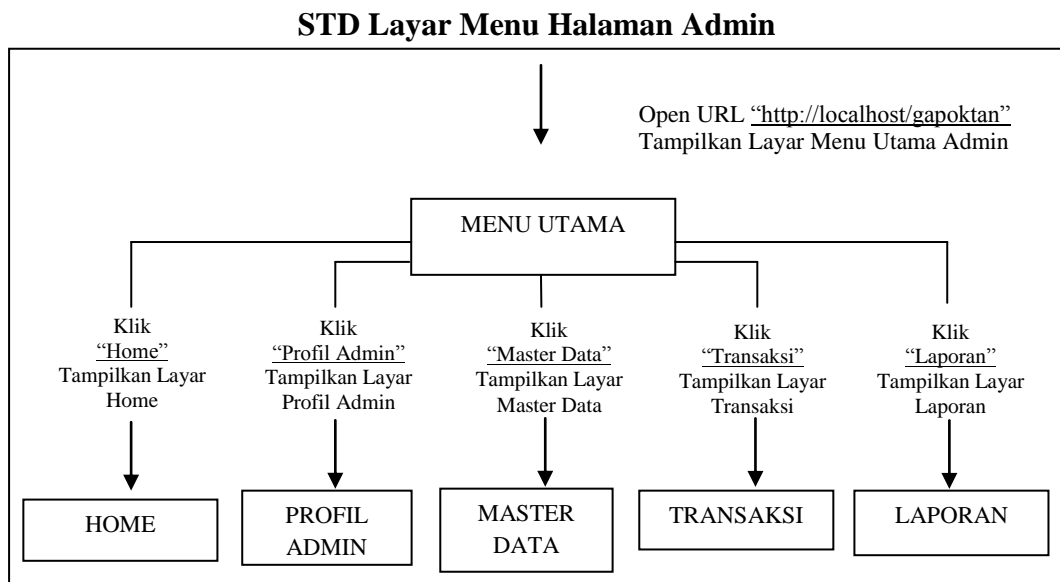 STD Layar Menu Halaman Admin
Open URL “http://localhost/gapoktan”
Tampilkan Layar Menu Utama Admin
MENU UTAMA
Klik
“Home”
Tampilkan Layar
Home
Klik
“Profil Admin”
Tampilkan Layar
Profil Admin
Klik
“Master Data”
Tampilkan Layar
Master Data
Klik
“Transaksi”
Tampilkan Layar
Transaksi
Klik
“Laporan”
Tampilkan Layar
Laporan
HOME
PROFIL
ADMIN
MASTER
DATA
TRANSAKSI
LAPORAN